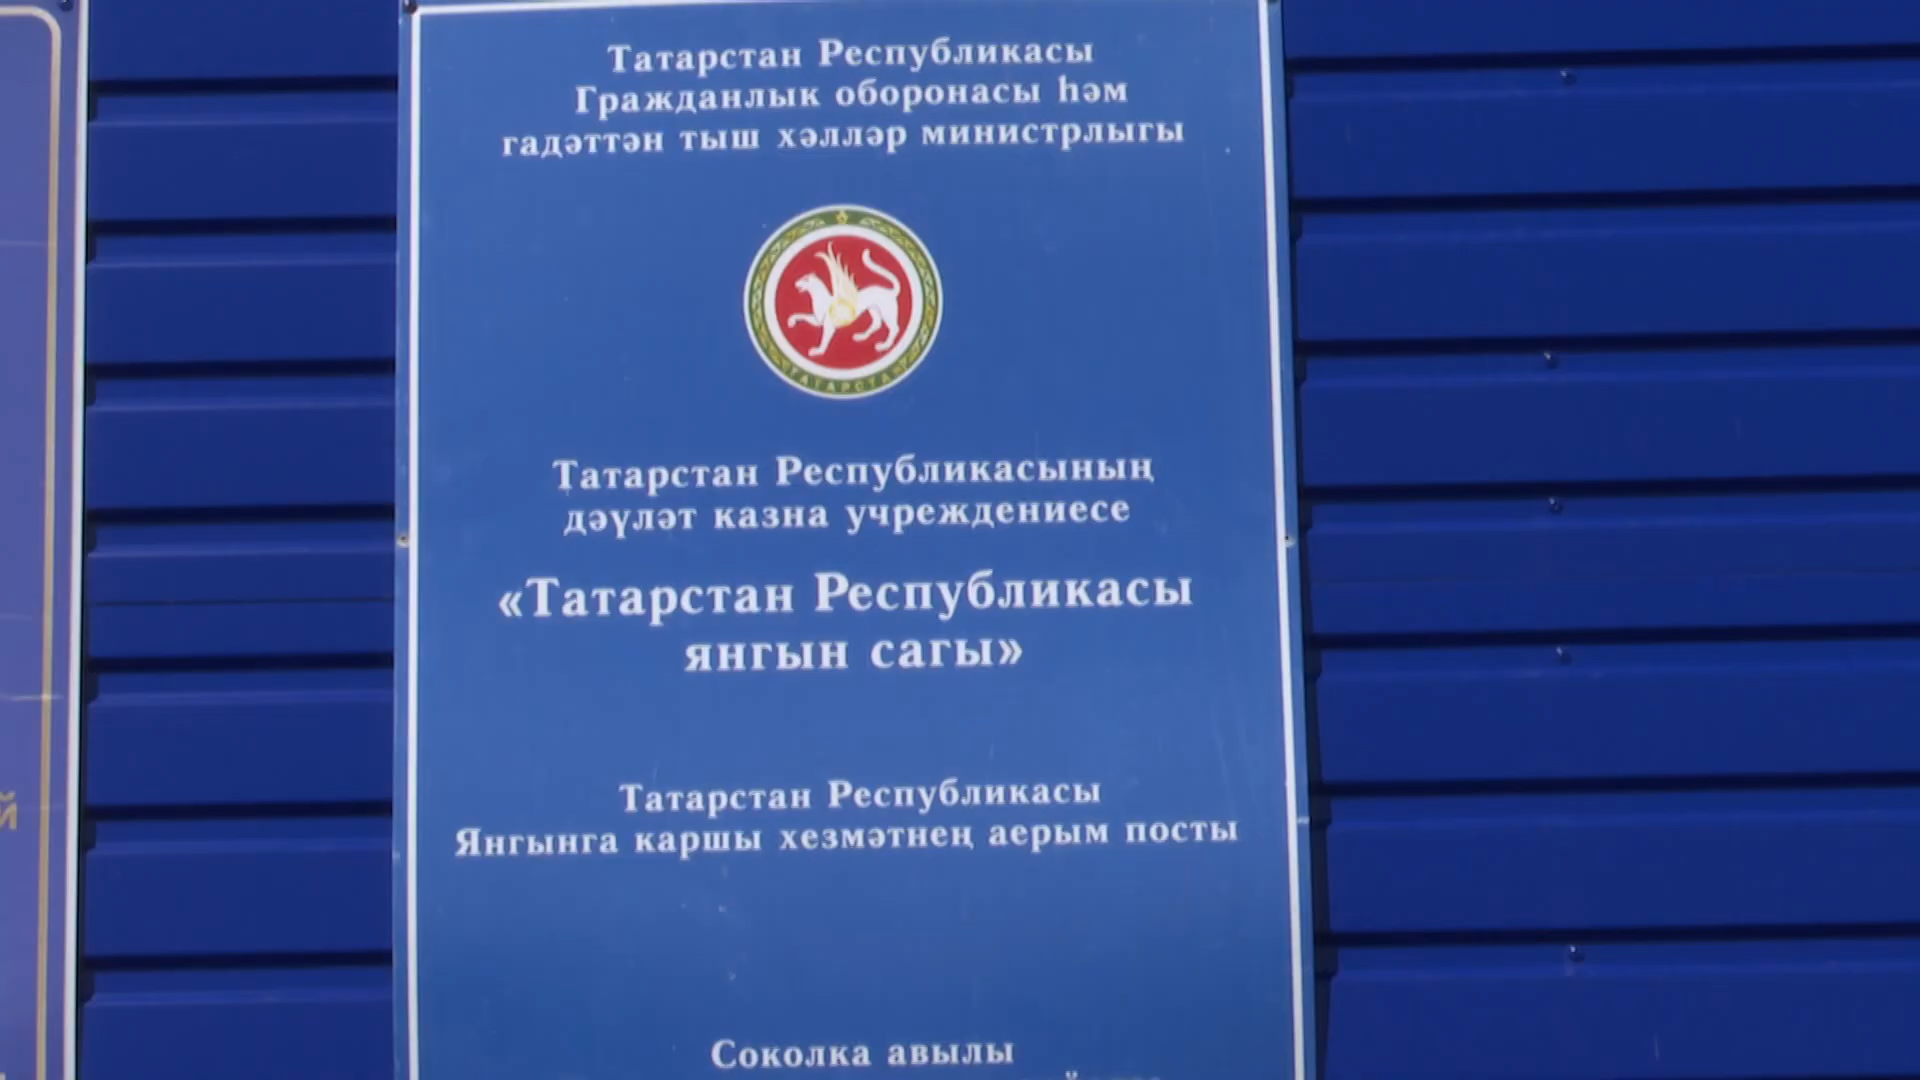 Татарстан Республикасы
Гражданлык оборонасы һәм
гадәттән тыш хәлләр министрлыгы
ТАТАРСТАН
Татарстан Республикасының
дәүләт казна учреждениесе
«Татарстан Республикасы
янгын сагы»
Татарстан Республикасы
Янгынга каршы хезмәтнең аерым посты
Соколка авылы